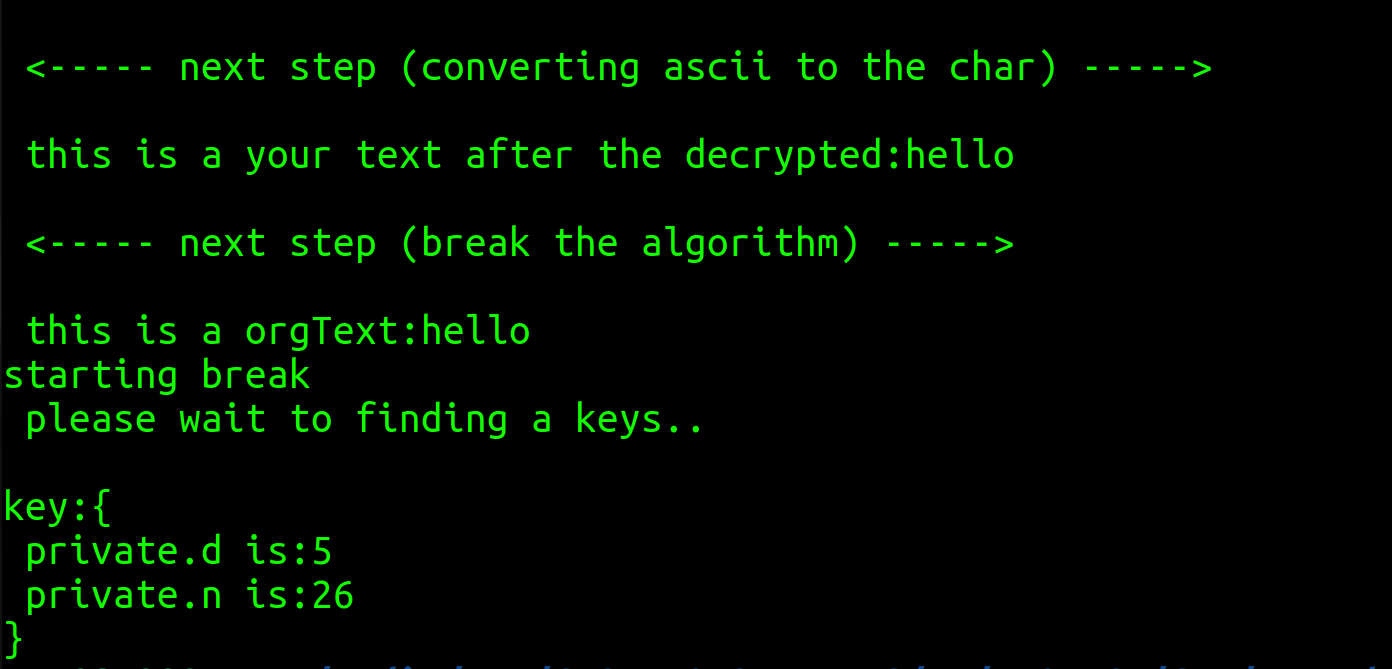 <----- next step (converting ascii to the char) ----->
this is a your text after the decrypted:hello
<----- next step (break the algorithm) ----->
this is a orgText:hello
starting break
please wait to finding a keys..
key:{
private.d is:5
private.n is:26
}